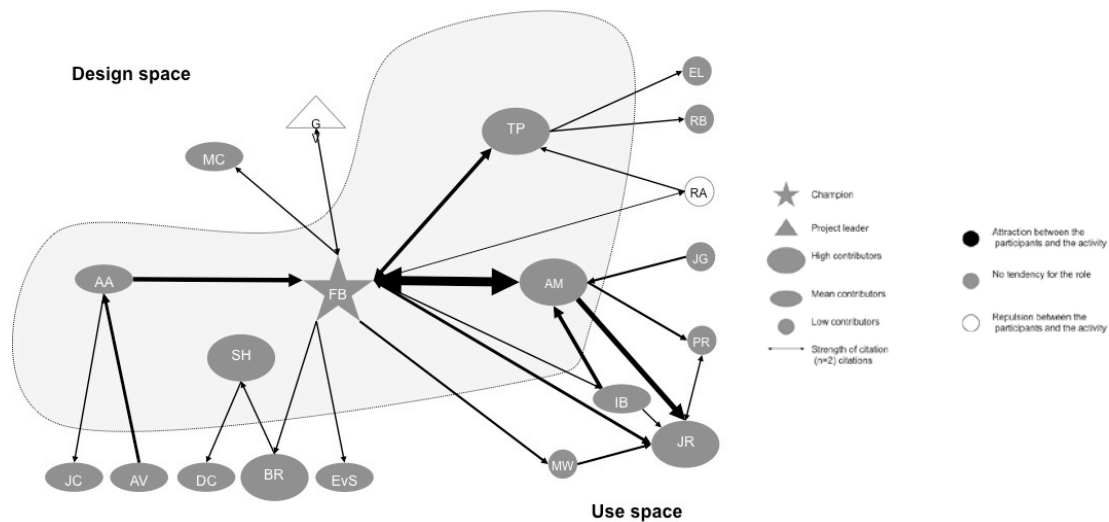 Design space
EL
G
V
TP
RB
MC
RA
AA
FB
AM
JG
SH
PR
IB
JR
JC
AV
DC
BR
EvS
MW
Use space
Champion
Project leader
High contributors
Mean contributors
Low contributors
Strength of citation
(n=2) citations
Attraction between the
participants and the activity
No tendency for the role
Repulsion between the
participants and the activity